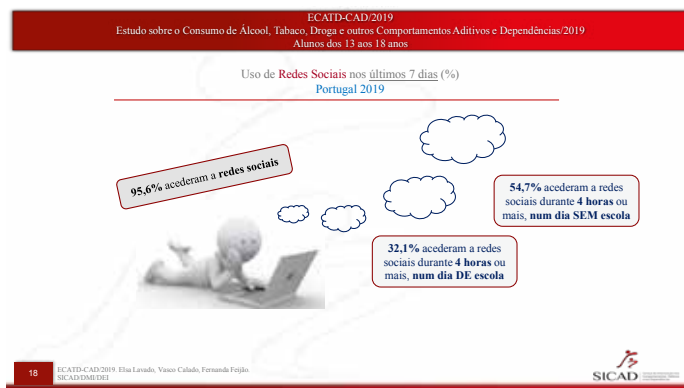 ECATD-CAD/2019
Estudo sobre o Consumo de Álcool, Tabaco, Droga e outros Comportamentos Aditivos e Dependências/2019
Alunos dos 13 aos 18 anos
Uso de Redes Sociais nos últimos 7 dias (%)
Portugal 2019
95,6% acederam a redes sociais
54,7% acederam a redes
sociais durante 4 horas ou
mais, num dia SEM escola
32,1% acederam a redes
sociais durante 4 horas ou
mais, num dia DE escola
18
ECATD-CAD/2019. Elsa Lavado, Vasco Calado, Fernanda Feijão.
SICAD/DMI/DEI
SICAD